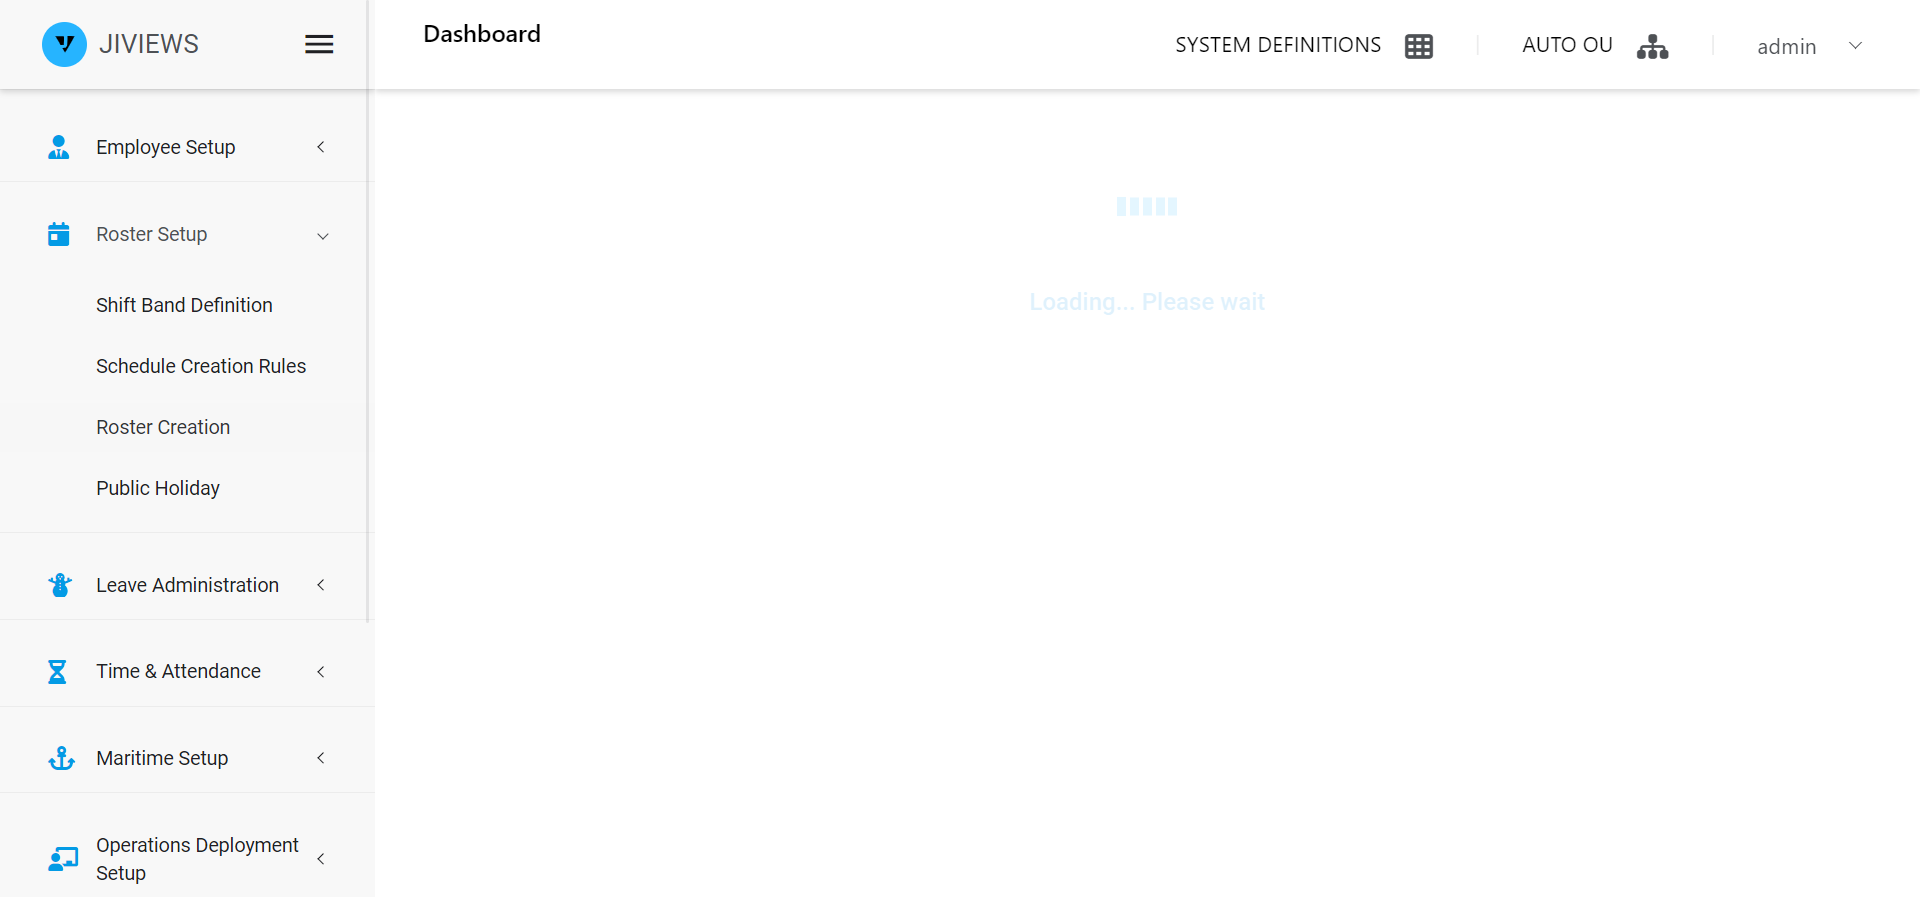 JIVIEWS
Dashboard
SYSTEM DEFINITIONS
AUTO OU
admin
Employee Setup
Roster Setup
Shift Band Definition
Schedule Creation Rules
Roster Creation
Public Holiday
Leave Administration
Time & Attendance
Maritime Setup
Operations Deployment
Setup
Loading... Please wait